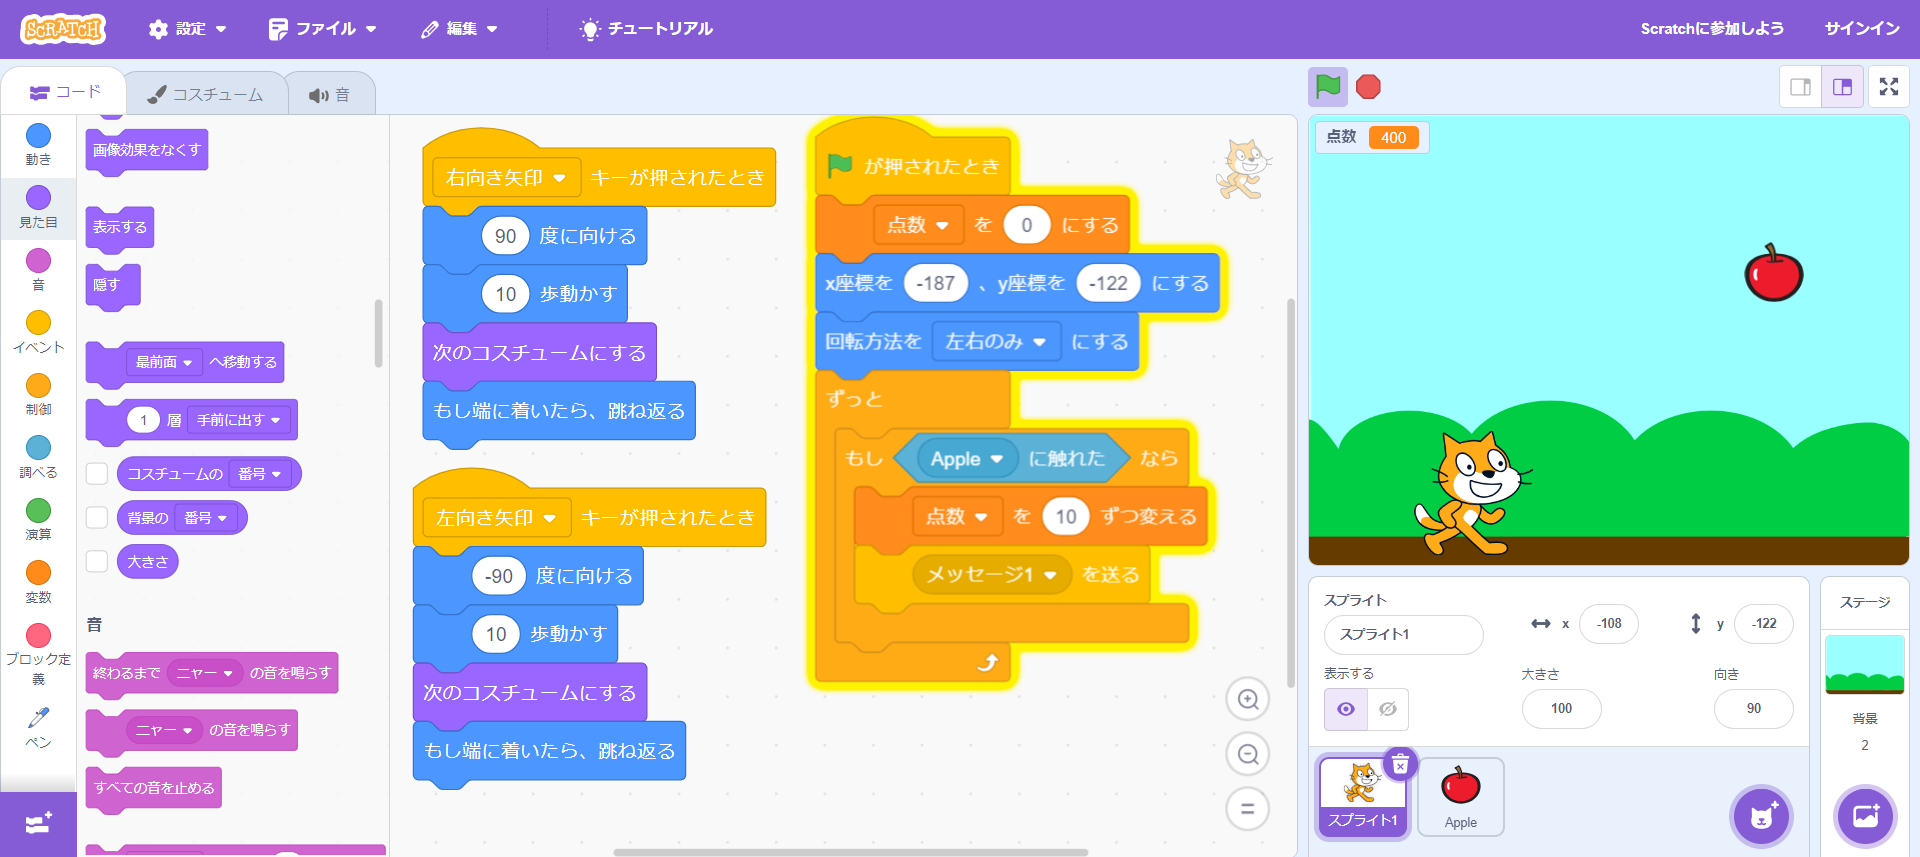 SCRATCH 設定 ファイル 編集 チュートリアル Scratchに参加しよう サインイン
コード コスチューム 音
動き
見た目
音
イベント
制御
調べる
演算
変数
ブロック定
義
ペン
画像効果をなくす
表示する
隠す
最前面 へ移動する
1 層 手前に出す
コスチュームの 番号
背景の 番号
大きさ
音
終わるまで ニャー の音を鳴らす
ニャー の音を鳴らす
すべての音を止める
右向き矢印 キーが押されたとき
90 度に向ける
10 歩動かす
次のコスチュームにする
もし端に着いたら、跳ね返る
左向き矢印 キーが押されたとき
-90 度に向ける
10 歩動かす
次のコスチュームにする
もし端に着いたら、跳ね返る
が押されたとき
点数 を 0 にする
x座標を -187 、y座標を -122 にする
回転方法を 左右のみ にする
ずっと
もし Apple に触れた なら
点数 を 10 ずつ変える
メッセージ1 を送る
点数 400
スプライト
スプライト1
x -108 y -122
表示する 大きさ 向き
100 90
スプライト1
Apple
ステージ
背景
2